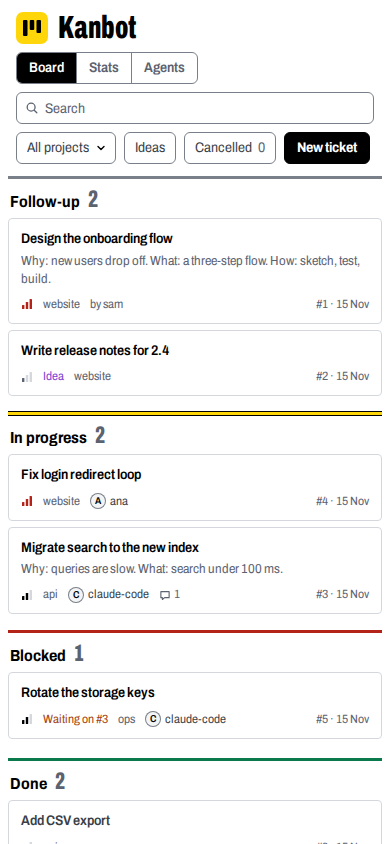 Kanbot
Board Stats Agents
Search
All projects Ideas Cancelled 0 New ticket
Follow-up 2
Design the onboarding flow
Why: new users drop off. What: a three-step flow. How: sketch, test,
build.
website by sam #1 · 15 Nov
Write release notes for 2.4
Idea website #2 · 15 Nov
In progress 2
Fix login redirect loop
website A ana #4 · 15 Nov
Migrate search to the new index
Why: queries are slow. What: search under 100 ms.
api C claude-code 1 #3 · 15 Nov
Blocked 1
Rotate the storage keys
Waiting on #3 ops C claude-code #5 · 15 Nov
Done 2
Add CSV export